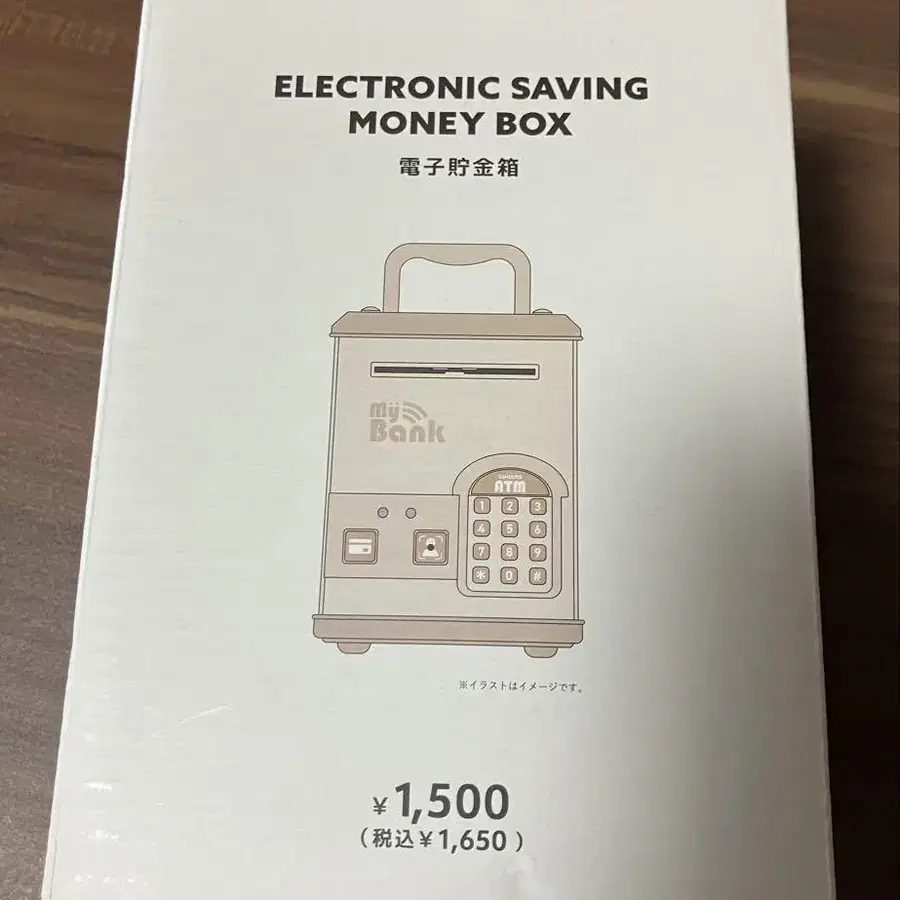 ELECTRONIC SAVING
MONEY BOX
電子貯金箱
My
Bank
ATM
1 2 3
4 5 6
7 8 9
* 0 #
※イラストはイメージです。
¥1,500
(税込¥1,650)